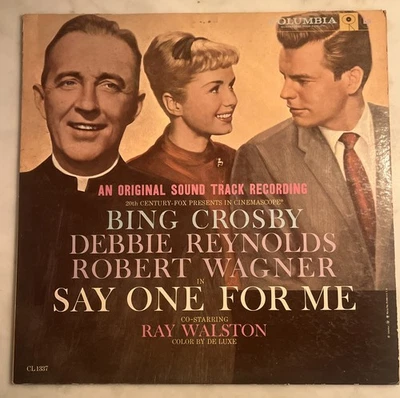 COLUMBIA
AN ORIGINAL SOUND TRACK RECORDING
20th CENTURY-FOX PRESENTS IN CINEMASCOPE
BING CROSBY
DEBBIE REYNOLDS
ROBERT WAGNER
IN
SAY ONE FOR ME
CO-STARRING
RAY WALSTON
COLOR BY DE LUXE
CL 1337